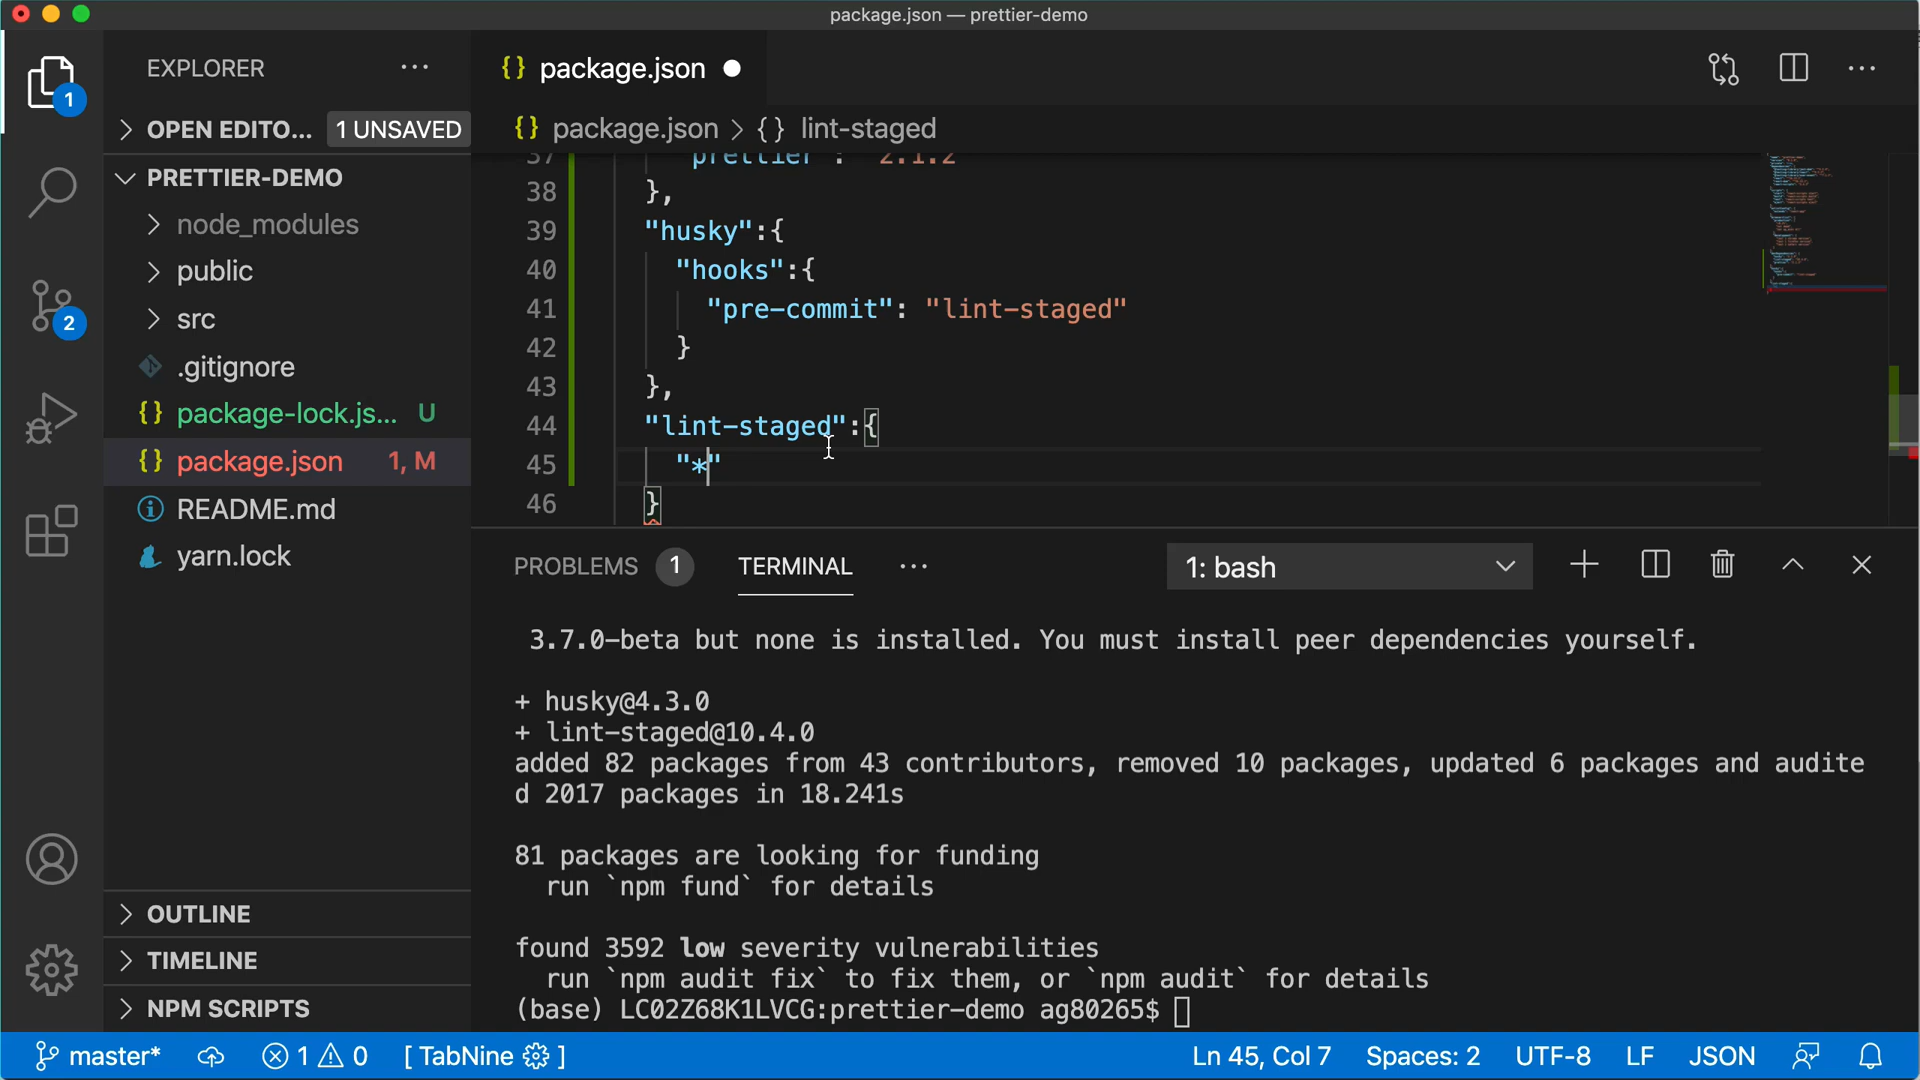 package.json — prettier-demo
EXPLORER
OPEN EDITO... 1 UNSAVED
PRETTIER-DEMO
node_modules
public
src
.gitignore
package-lock.js... U
package.json 1, M
README.md
yarn.lock
OUTLINE
TIMELINE
NPM SCRIPTS
1
2
{} package.json
{} package.json > {} lint-staged
37 "prettier": "2.1.2"
38 },
39 "husky":{
40 "hooks":{
41 "pre-commit": "lint-staged"
42 }
43 },
44 "lint-staged":{
45 "*"
46 }
PROBLEMS 1 TERMINAL ... 1: bash
3.7.0-beta but none is installed. You must install peer dependencies yourself.
+ husky@4.3.0
+ lint-staged@10.4.0
added 82 packages from 43 contributors, removed 10 packages, updated 6 packages and audite
d 2017 packages in 18.241s
81 packages are looking for funding
run `npm fund` for details
found 3592 low severity vulnerabilities
run `npm audit fix` to fix them, or `npm audit` for details
(base) LC02Z68K1LVCG:prettier-demo ag80265$
master* 1 0 [ TabNine ] Ln 45, Col 7 Spaces: 2 UTF-8 LF JSON